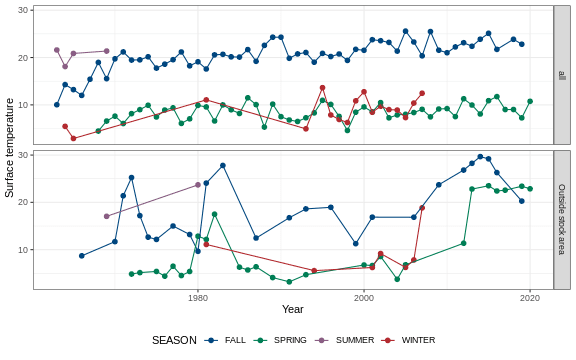 30
20
10
all
30
20
10
Outside stock area
Surface temperature
1980
2000
2020
Year
SEASON FALL SPRING SUMMER WINTER